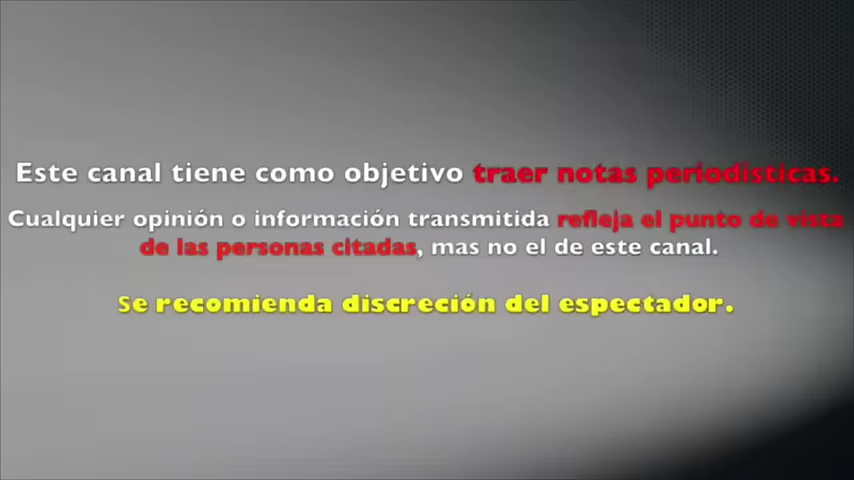 Este canal tiene como objetivo traer notas periodísticas.
Cualquier opinión o información transmitida refleja el punto de vista
de las personas citadas, mas no el de este canal.
Se recomienda discreción del espectador.